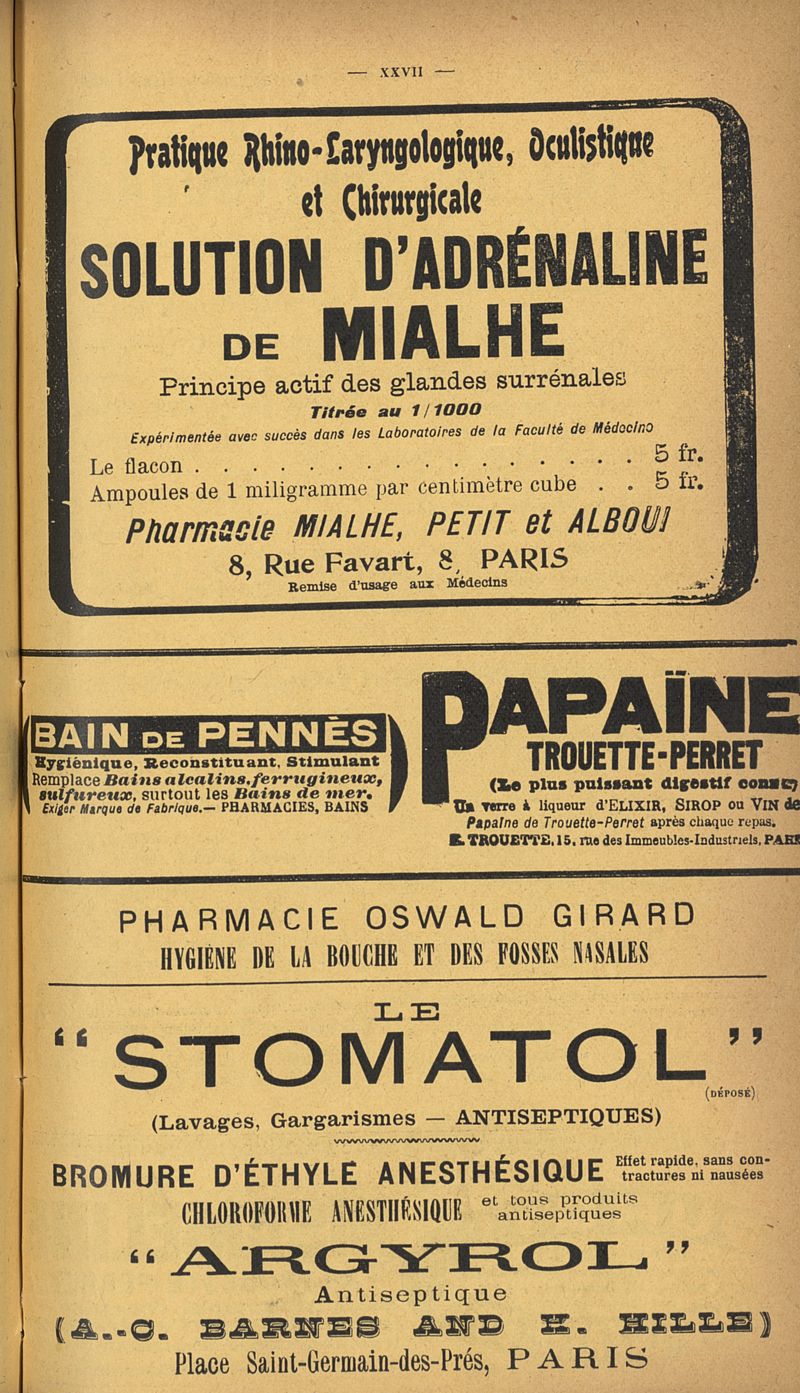 — XXVII —
Pratique Rhino-Laryngologique, Oculistique
et Chirurgicale
SOLUTION D'ADRÉNALINE
DE MIALHE
Principe actif des glandes surrénales
Titrée au 1/1000
Expérimentée avec succès dans les Laboratoires de la Faculté de Médecine
Le flacon . . . . . . . . . . . . . . . . 5 fr.
Ampoules de 1 miligramme par centimètre cube . . 5 fr.
Pharmacie MIALHE, PETIT et ALBOUI
8, Rue Favart, 8, PARIS
Remise d'usage aux Médecins
BAIN DE PENNÈS
Hygiénique, Reconstituant, Stimulant
Remplace Bains alcalins, ferrugineux,
sulfureux, surtout les Bains de mer.
Exiger Marque de Fabrique.— PHARMACIES, BAINS
PAPAÏNE
TROUETTE-PERRET
(Le plus puissant digestif
Un verre à liqueur d'ELIXIR, SIROP ou VIN de
Papaïne de Trouette-Perret après chaque repas.
E. TROUETTE, 15, rue des Immeubles-Industriels, PARI
PHARMACIE OSWALD GIRARD
HYGIÈNE DE LA BOUCHE ET DES FOSSES NASALES
LE
“STOMATOL”
(DÉPOSÉ)
(Lavages, Gargarismes — ANTISEPTIQUES)
BROMURE D'ÉTHYLE ANESTHÉSIQUE Effet rapide, sans con-
tractures ni nausées
CHLOROFORME ANESTHÉSIQUE et tous produits
antiseptiques
“ARGYROL”
Antiseptique
(A.-C. BARNES AND H. HILLE)
Place Saint-Germain-des-Prés, PARIS